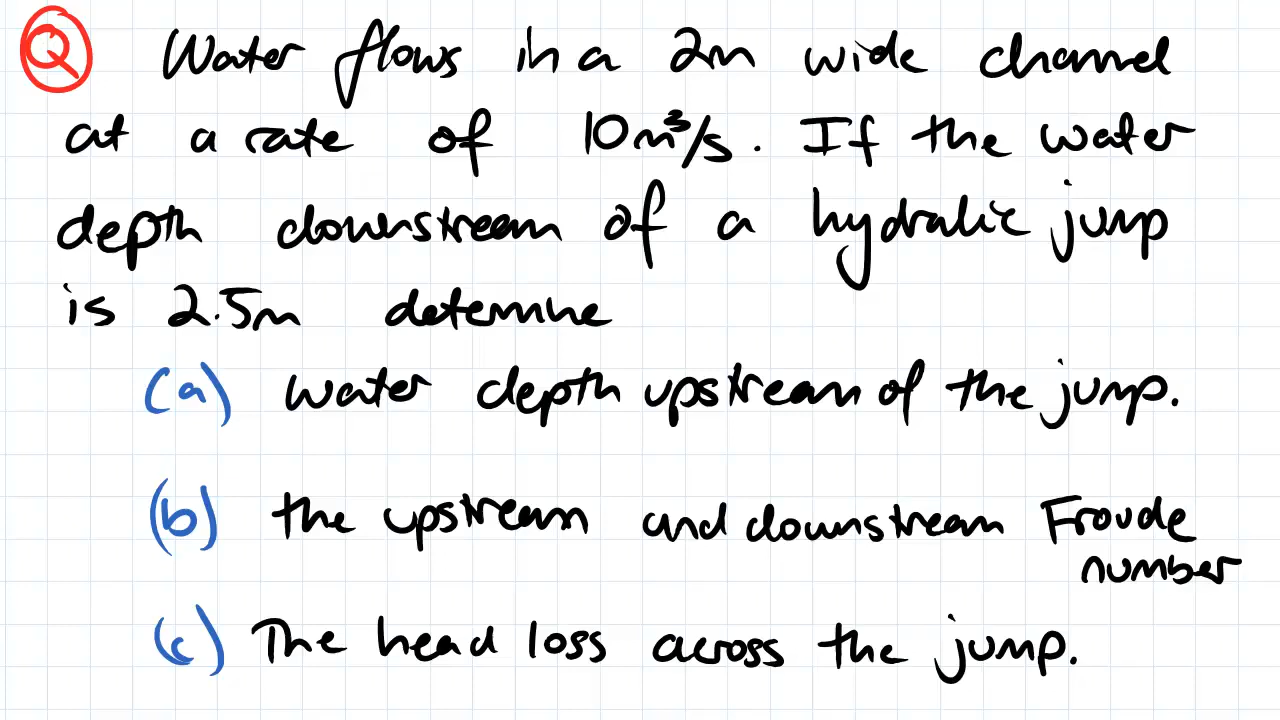 Q Water flows in a 2m wide channel
at a rate of 10m³/s. If the water
depth downstream of a hydralic jump
is 2.5m determine
(a) water depth upstream of the jump.
(b) the upstream and downstream Froude
number
(c) The head loss across the jump.